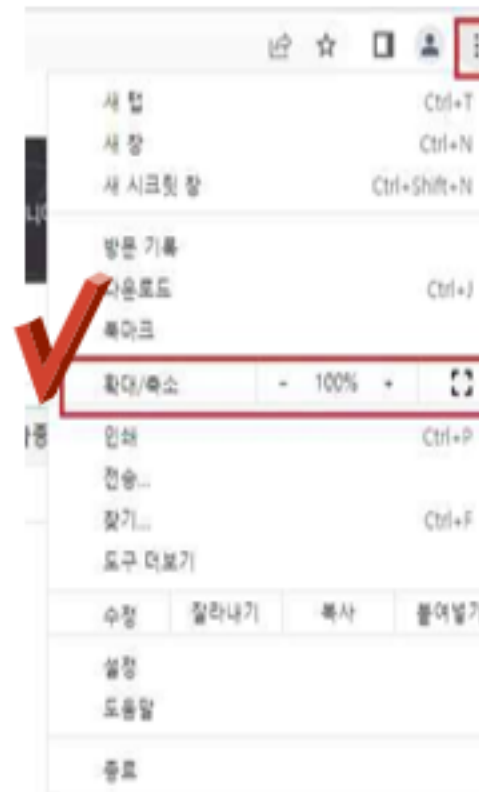 새 탭 Ctrl+T
새 창 Ctrl+N
새 시크릿 창 Ctrl+Shift+N
방문 기록
다운로드 Ctrl+J
북마크
확대/축소 - 100% +
인쇄 Ctrl+P
전송...
찾기... Ctrl+F
도구 더보기
수정 잘라내기 복사 붙여넣기
설정
도움말
종료